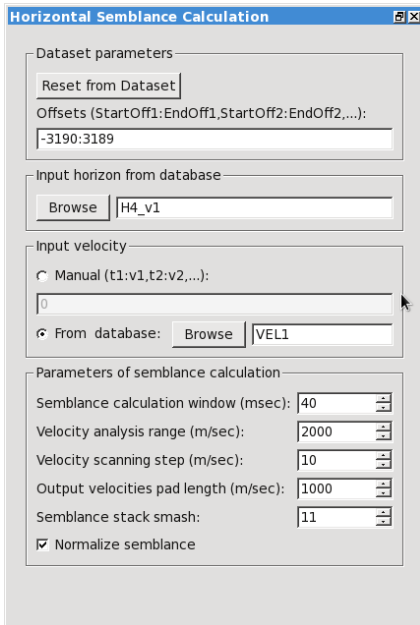 Horizontal Semblance Calculation
Dataset parameters
Reset from Dataset
Offsets (StartOff1:EndOff1,StartOff2:EndOff2,...):
-3190:3189
Input horizon from database
Browse H4_v1
Input velocity
Manual (t1:v1,t2:v2,...):
0
From database: Browse VEL1
Parameters of semblance calculation
Semblance calculation window (msec): 40
Velocity analysis range (m/sec): 2000
Velocity scanning step (m/sec): 10
Output velocities pad length (m/sec): 1000
Semblance stack smash: 11
Normalize semblance